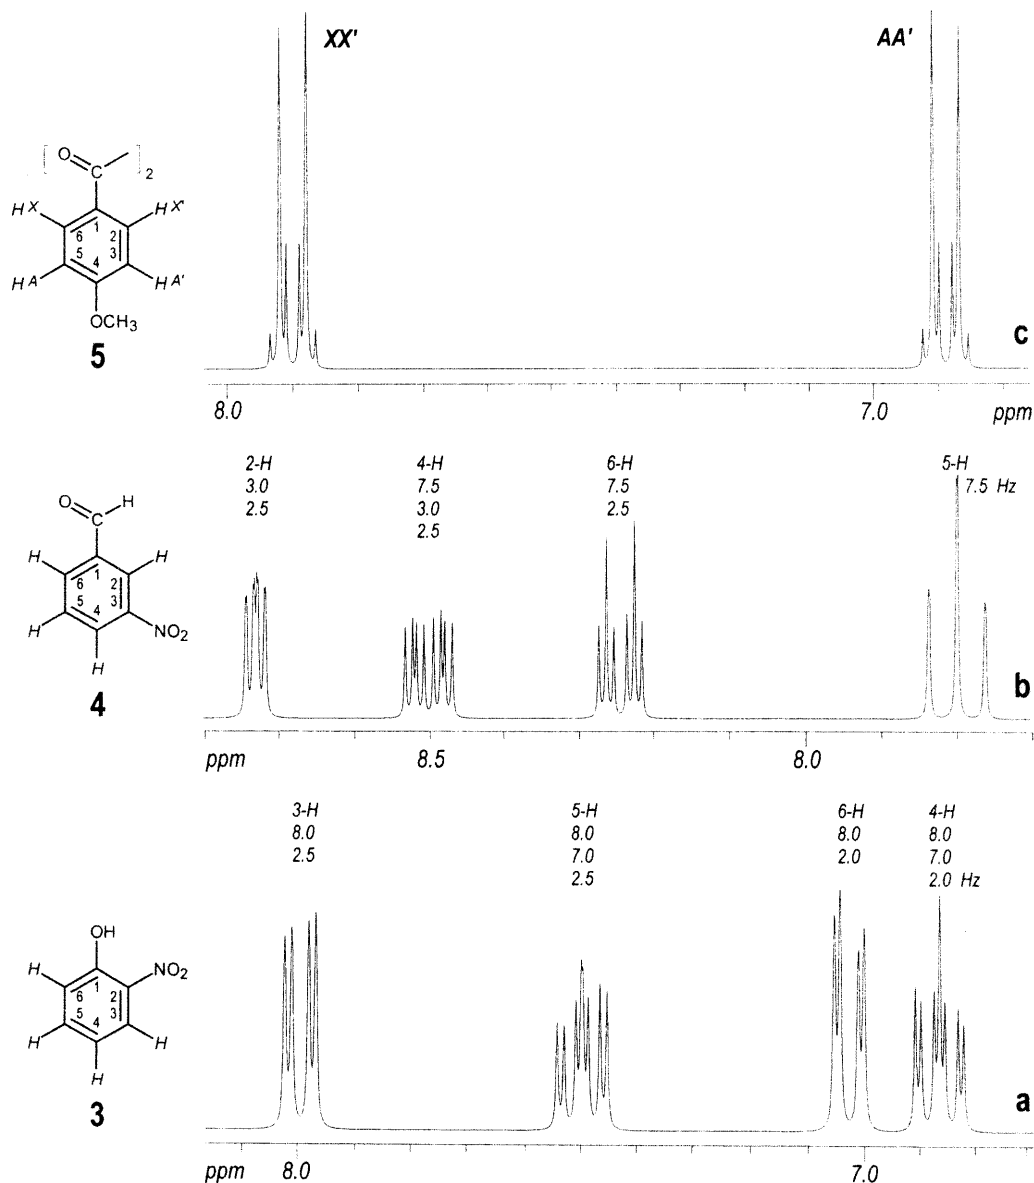 XX'
AA'
[ O C ]2
H X
H X'
1
6
2
5
3
4
H A
H A'
OCH3
5
c
8.0
7.0
ppm
2-H
3.0
2.5
4-H
7.5
3.0
2.5
6-H
7.5
2.5
5-H
7.5 Hz
O C H
H
H
1
6
2
5
3
4
H
NO2
H
4
b
ppm
8.5
8.0
3-H
8.0
2.5
5-H
8.0
7.0
2.5
6-H
8.0
2.0
4-H
8.0
7.0
2.0 Hz
OH
H
NO2
1
6
2
5
3
4
H
H
H
3
a
ppm
8.0
7.0